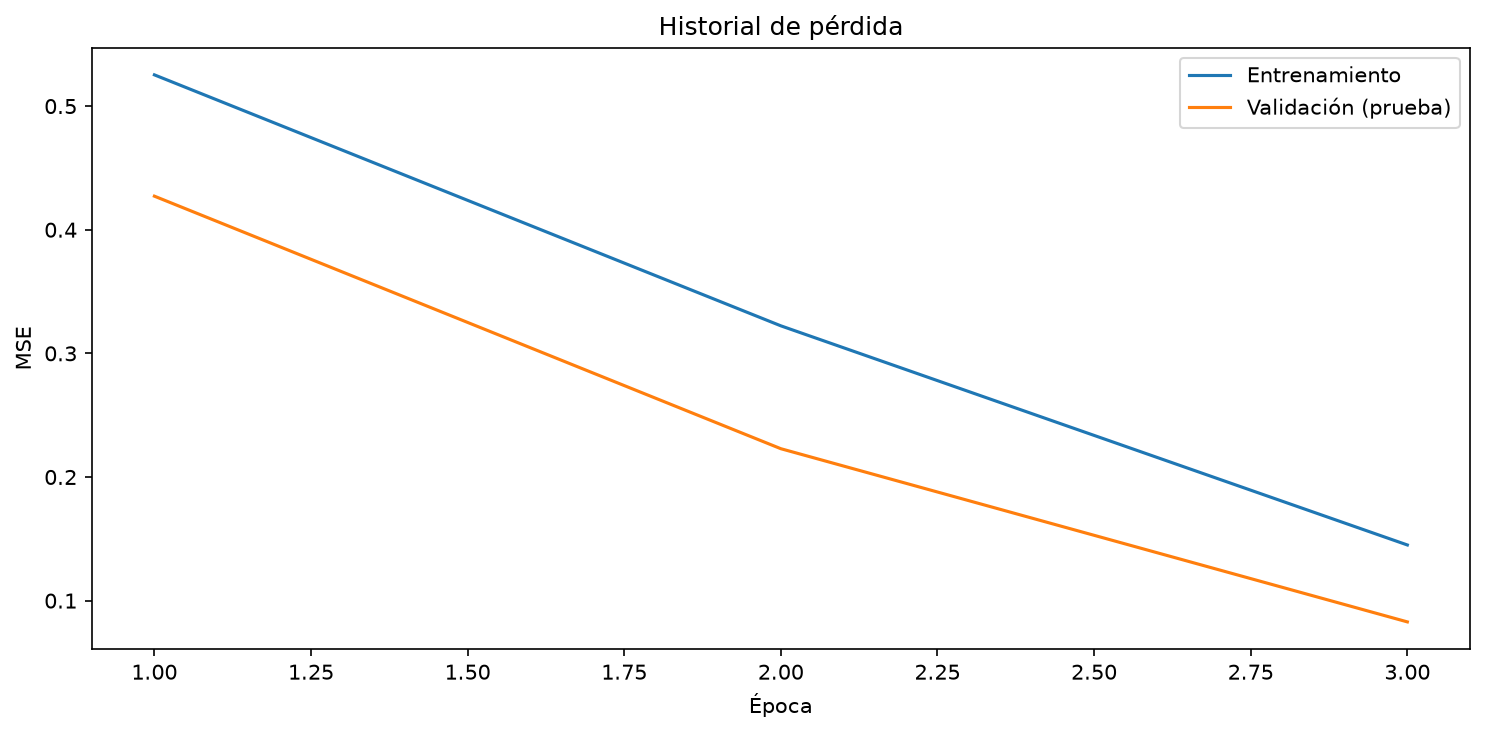 Historial de pérdida
Entrenamiento
Validación (prueba)
MSE
0.5
0.4
0.3
0.2
0.1
1.00 1.25 1.50 1.75 2.00 2.25 2.50 2.75 3.00
Época